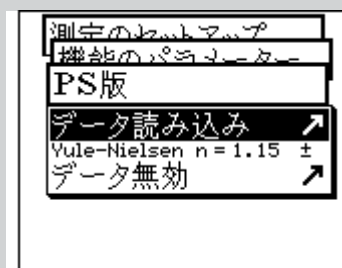 測定のセットアップ
機能のパラメーター
PS版
データ読み込み
Yule-Nielsen n=1.15 ±
データ無効